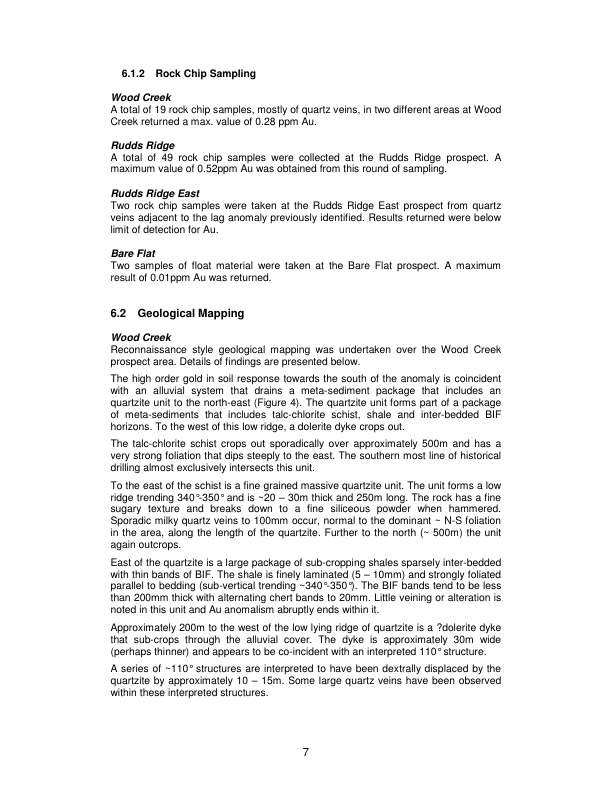 6.1.2 Rock Chip Sampling
Wood Creek
A total of 19 rock chip samples, mostly of quartz veins, in two different areas at Wood
Creek returned a max. value of 0.28 ppm Au.
Rudds Ridge
A total of 49 rock chip samples were collected at the Rudds Ridge prospect. A
maximum value of 0.52ppm Au was obtained from this round of sampling.
Rudds Ridge East
Two rock chip samples were taken at the Rudds Ridge East prospect from quartz
veins adjacent to the lag anomaly previously identified. Results returned were below
limit of detection for Au.
Bare Flat
Two samples of float material were taken at the Bare Flat prospect. A maximum
result of 0.01ppm Au was returned.
6.2 Geological Mapping
Wood Creek
Reconnaissance style geological mapping was undertaken over the Wood Creek
prospect area. Details of findings are presented below.
The high order gold in soil response towards the south of the anomaly is coincident
with an alluvial system that drains a meta-sediment package that includes an
quartzite unit to the north-east (Figure 4). The quartzite unit forms part of a package
of meta-sediments that includes talc-chlorite schist, shale and inter-bedded BIF
horizons. To the west of this low ridge, a dolerite dyke crops out.
The talc-chlorite schist crops out sporadically over approximately 500m and has a
very strong foliation that dips steeply to the east. The southern most line of historical
drilling almost exclusively intersects this unit.
To the east of the schist is a fine grained massive quartzite unit. The unit forms a low
ridge trending 340°-350° and is ~20 – 30m thick and 250m long. The rock has a fine
sugary texture and breaks down to a fine siliceous powder when hammered.
Sporadic milky quartz veins to 100mm occur, normal to the dominant ~ N-S foliation
in the area, along the length of the quartzite. Further to the north (~ 500m) the unit
again outcrops.
East of the quartzite is a large package of sub-cropping shales sparsely inter-bedded
with thin bands of BIF. The shale is finely laminated (5 – 10mm) and strongly foliated
parallel to bedding (sub-vertical trending ~340°-350°). The BIF bands tend to be less
than 200mm thick with alternating chert bands to 20mm. Little veining or alteration is
noted in this unit and Au anomalism abruptly ends within it.
Approximately 200m to the west of the low lying ridge of quartzite is a ?dolerite dyke
that sub-crops through the alluvial cover. The dyke is approximately 30m wide
(perhaps thinner) and appears to be co-incident with an interpreted 110° structure.
A series of ~110° structures are interpreted to have been dextrally displaced by the
quartzite by approximately 10 – 15m. Some large quartz veins have been observed
within these interpreted structures.
7